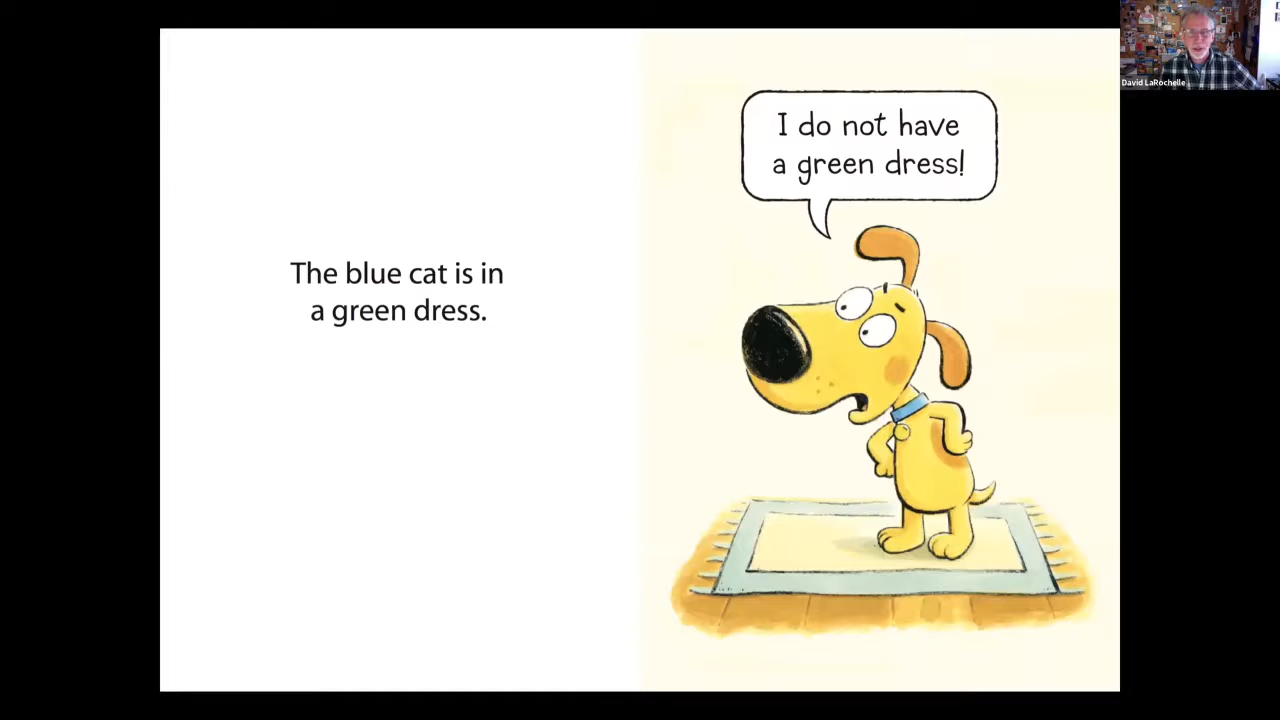 The blue cat is in
a green dress.
I do not have
a green dress!
David LaRochelle